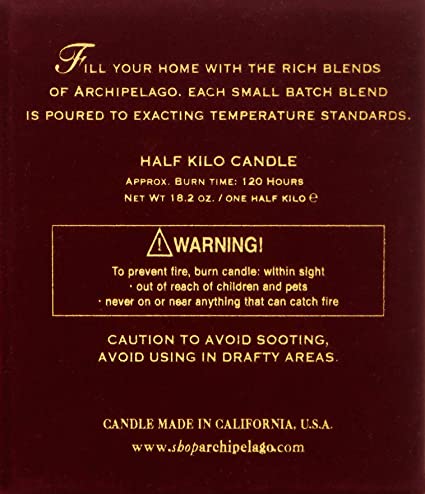 FILL YOUR HOME WITH THE RICH BLENDS
OF ARCHIPELAGO. EACH SMALL BATCH BLEND
IS POURED TO EXACTING TEMPERATURE STANDARDS.
HALF KILO CANDLE
APPROX. BURN TIME: 120 HOURS
NET WT 18.2 OZ. / ONE HALF KILO ℮
⚠WARNING!
To prevent fire, burn candle: within sight
· out of reach of children and pets
· never on or near anything that can catch fire
CAUTION TO AVOID SOOTING,
AVOID USING IN DRAFTY AREAS.
CANDLE MADE IN CALIFORNIA, U.S.A.
www.shoparchipelago.com